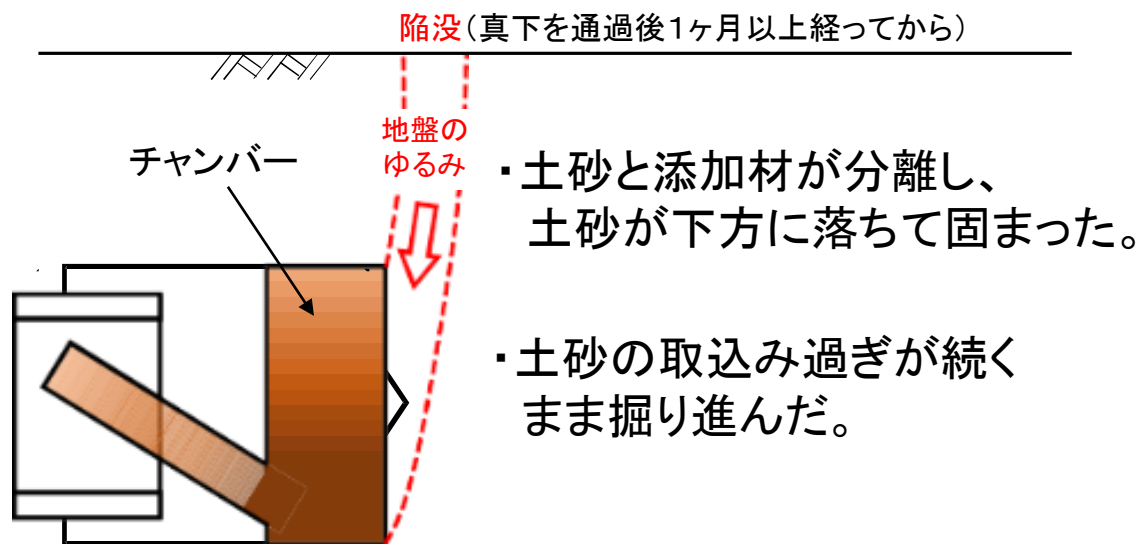 陥没(真下を通過後1ヶ月以上経ってから)
地盤の
ゆるみ
チャンバー
・土砂と添加材が分離し、
土砂が下方に落ちて固まった。
・土砂の取込み過ぎが続く
まま掘り進んだ。